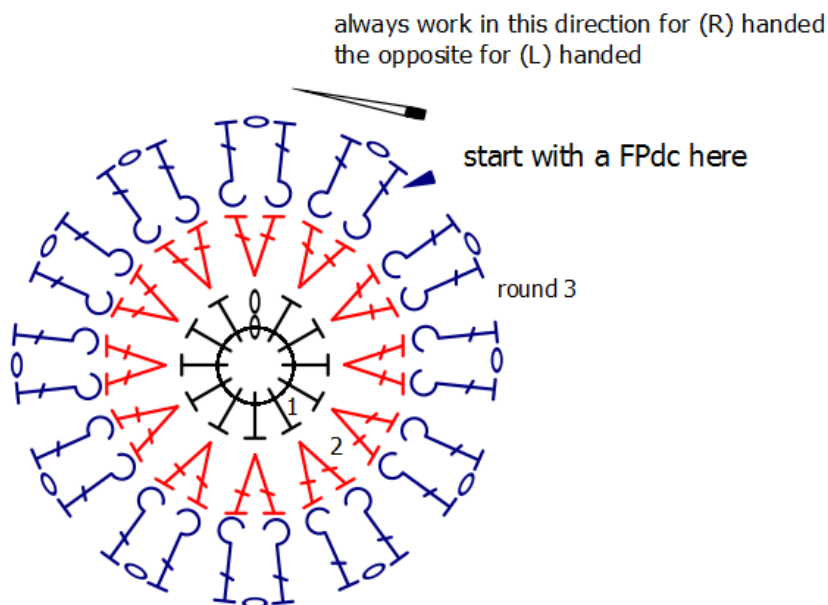 always work in this direction for (R) handed
the opposite for (L) handed
start with a FPdc here
round 3
1
2